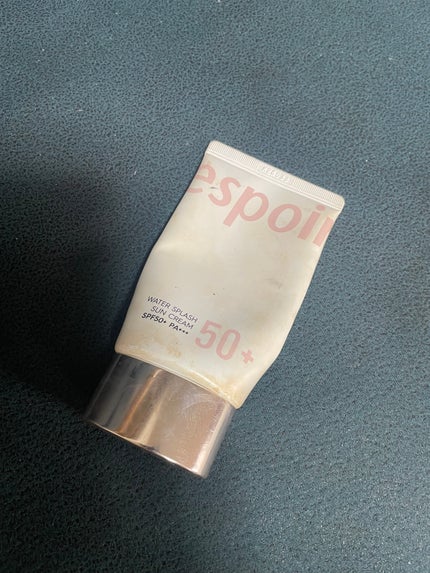 espoir
WATER SPLASH
SUN CREAM
SPF50+ PA+++
50+